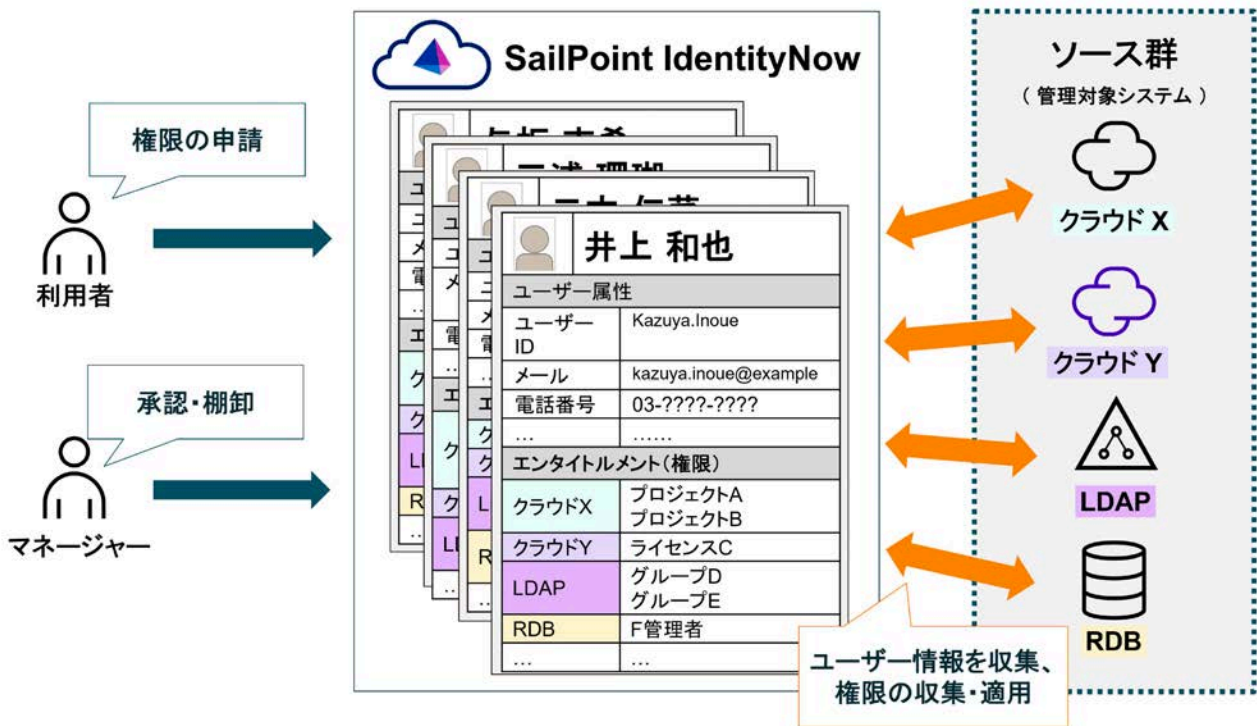 SailPoint IdentityNow
権限の申請
利用者
承認・棚卸
マネージャー
井上 和也
ユーザー属性
ユーザー
ID
Kazuya.Inoue
メール
kazuya.inoue@example
電話番号
03-????-????
...
......
エンタイトルメント(権限)
クラウドX
プロジェクトA
プロジェクトB
クラウドY
ライセンスC
LDAP
グループD
グループE
RDB
F管理者
...
...
ソース群
( 管理対象システム )
クラウド X
クラウド Y
LDAP
RDB
ユーザー情報を収集、
権限の収集・適用